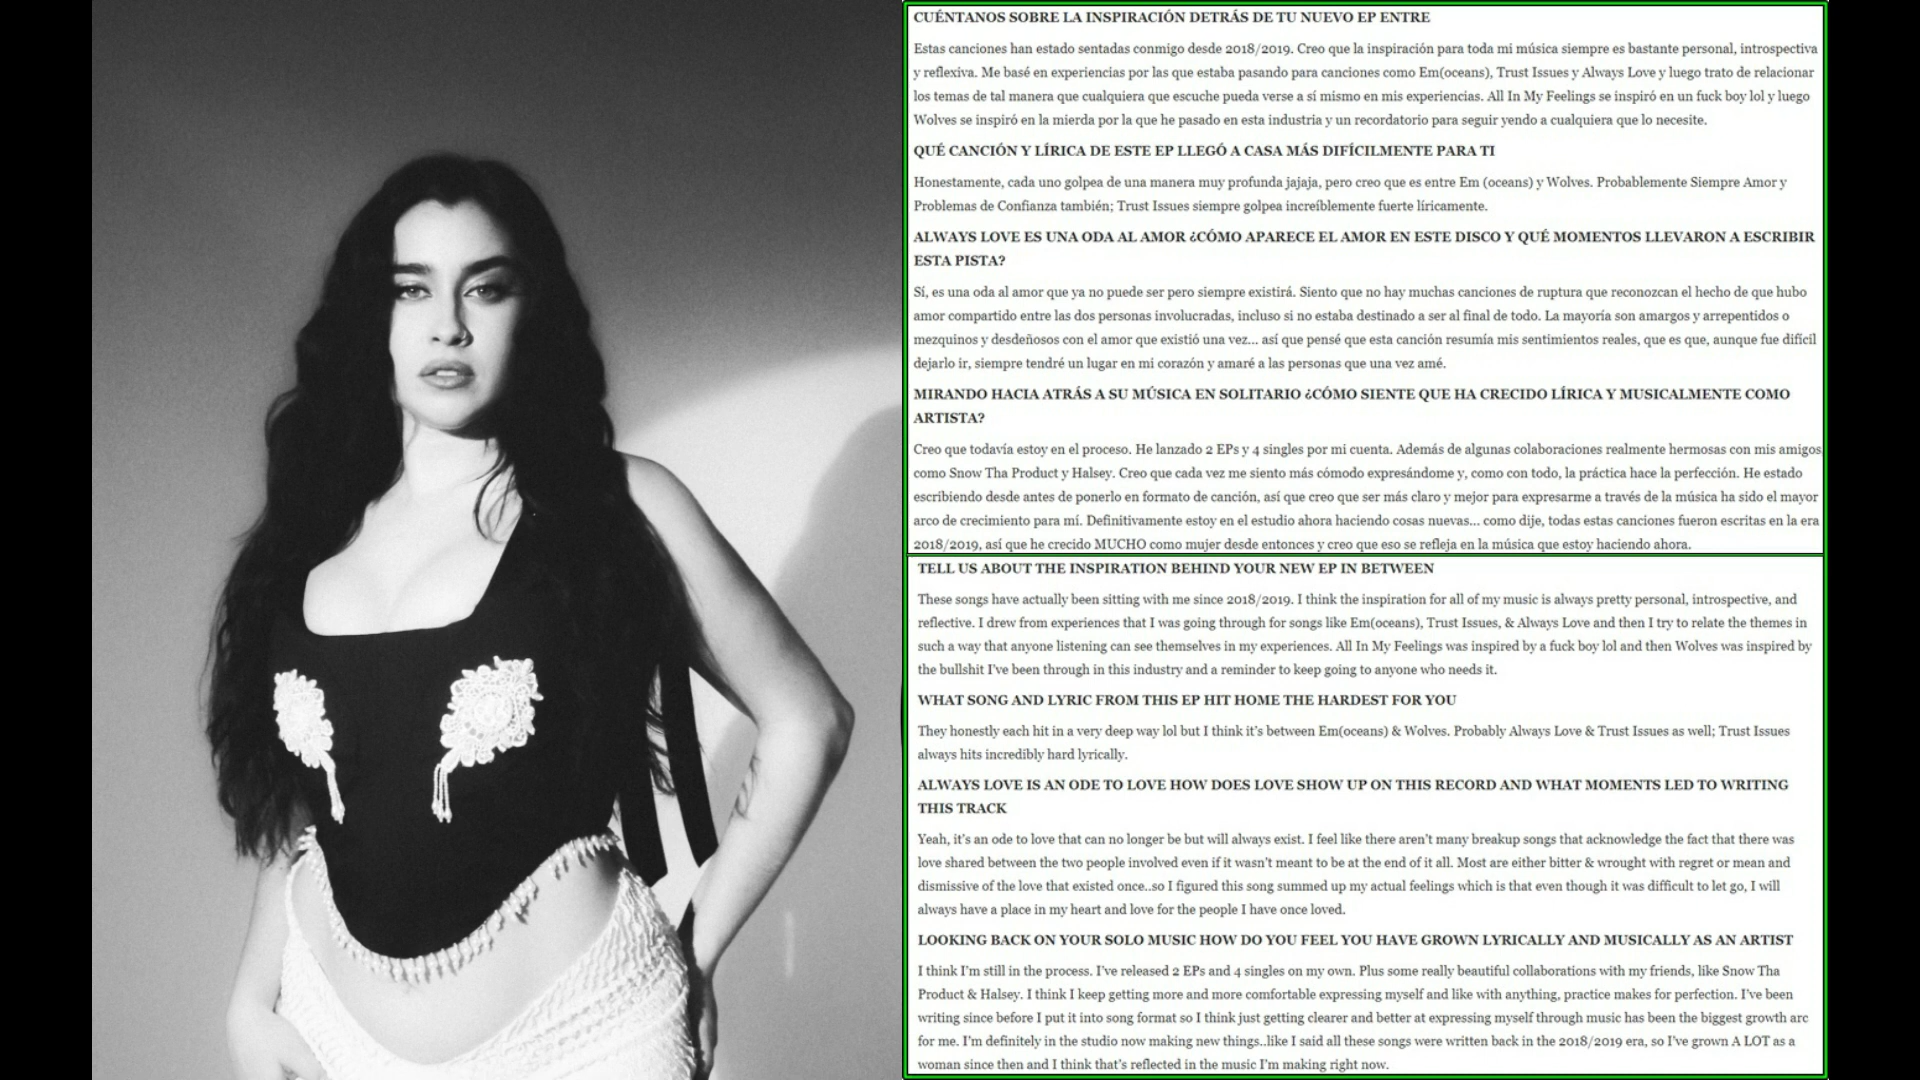 CUÉNTANOS SOBRE LA INSPIRACIÓN DETRÁS DE TU NUEVO EP ENTRE
Estas canciones han estado sentadas conmigo desde 2018/2019. Creo que la inspiración para toda mi música siempre es bastante personal, introspectiva
y reflexiva. Me basé en experiencias por las que estaba pasando para canciones como Em(oceans), Trust Issues y Always Love y luego trato de relacionar
los temas de tal manera que cualquiera que escuche pueda verse a sí mismo en mis experiencias. All In My Feelings se inspiró en un fuck boy lol y luego
Wolves se inspiró en la mierda por la que he pasado en esta industria y un recordatorio para seguir yendo a cualquiera que lo necesite.
QUÉ CANCIÓN Y LÍRICA DE ESTE EP LLEGÓ A CASA MÁS DIFÍCILMENTE PARA TI
Honestamente, cada uno golpea de una manera muy profunda jajaja, pero creo que es entre Em (oceans) y Wolves. Probablemente Siempre Amor y
Problemas de Confianza también; Trust Issues siempre golpea increíblemente fuerte líricamente.
ALWAYS LOVE ES UNA ODA AL AMOR ¿CÓMO APARECE EL AMOR EN ESTE DISCO Y QUÉ MOMENTOS LLEVARON A ESCRIBIR
ESTA PISTA?
Sí, es una oda al amor que ya no puede ser pero siempre existirá. Siento que no hay muchas canciones de ruptura que reconozcan el hecho de que hubo
amor compartido entre las dos personas involucradas, incluso si no estaba destinado a ser al final de todo. La mayoría son amargos y arrepentidos o
mezquinos y desdeñosos con el amor que existió una vez... así que pensé que esta canción resumía mis sentimientos reales, que es que, aunque fue difícil
dejarlo ir, siempre tendré un lugar en mi corazón y amaré a las personas que una vez amé.
MIRANDO HACIA ATRÁS A SU MÚSICA EN SOLITARIO ¿CÓMO SIENTE QUE HA CRECIDO LÍRICA Y MUSICALMENTE COMO
ARTISTA?
Creo que todavía estoy en el proceso. He lanzado 2 EPs y 4 singles por mi cuenta. Además de algunas colaboraciones realmente hermosas con mis amigos,
como Snow Tha Product y Halsey. Creo que cada vez me siento más cómodo expresándome y, como con todo, la práctica hace la perfección. He estado
escribiendo desde antes de ponerlo en formato de canción, así que creo que ser más claro y mejor para expresarme a través de la música ha sido el mayor
arco de crecimiento para mí. Definitivamente estoy en el estudio ahora haciendo cosas nuevas... como dije, todas estas canciones fueron escritas en la era
2018/2019, así que he crecido MUCHO como mujer desde entonces y creo que eso se refleja en la música que estoy haciendo ahora.
TELL US ABOUT THE INSPIRATION BEHIND YOUR NEW EP IN BETWEEN
These songs have actually been sitting with me since 2018/2019. I think the inspiration for all of my music is always pretty personal, introspective, and
reflective. I drew from experiences that I was going through for songs like Em(oceans), Trust Issues, & Always Love and then I try to relate the themes in
such a way that anyone listening can see themselves in my experiences. All In My Feelings was inspired by a fuck boy lol and then Wolves was inspired by
the bullshit I've been through in this industry and a reminder to keep going to anyone who needs it.
WHAT SONG AND LYRIC FROM THIS EP HIT HOME THE HARDEST FOR YOU
They honestly each hit in a very deep way lol but I think it's between Em(oceans) & Wolves. Probably Always Love & Trust Issues as well; Trust Issues
always hits incredibly hard lyrically.
ALWAYS LOVE IS AN ODE TO LOVE HOW DOES LOVE SHOW UP ON THIS RECORD AND WHAT MOMENTS LED TO WRITING
THIS TRACK
Yeah, it's an ode to love that can no longer be but will always exist. I feel like there aren't many breakup songs that acknowledge the fact that there was
love shared between the two people involved even if it wasn't meant to be at the end of it all. Most are either bitter & wrought with regret or mean and
dismissive of the love that existed once..so I figured this song summed up my actual feelings which is that even though it was difficult to let go, I will
always have a place in my heart and love for the people I have once loved.
LOOKING BACK ON YOUR SOLO MUSIC HOW DO YOU FEEL YOU HAVE GROWN LYRICALLY AND MUSICALLY AS AN ARTIST
I think I'm still in the process. I've released 2 EPs and 4 singles on my own. Plus some really beautiful collaborations with my friends, like Snow Tha
Product & Halsey. I think I keep getting more and more comfortable expressing myself and like with anything, practice makes for perfection. I've been
writing since before I put it into song format so I think just getting clearer and better at expressing myself through music has been the biggest growth arc
for me. I'm definitely in the studio now making new things..like I said all these songs were written back in the 2018/2019 era, so I've grown A LOT as a
woman since then and I think that's reflected in the music I'm making right now.